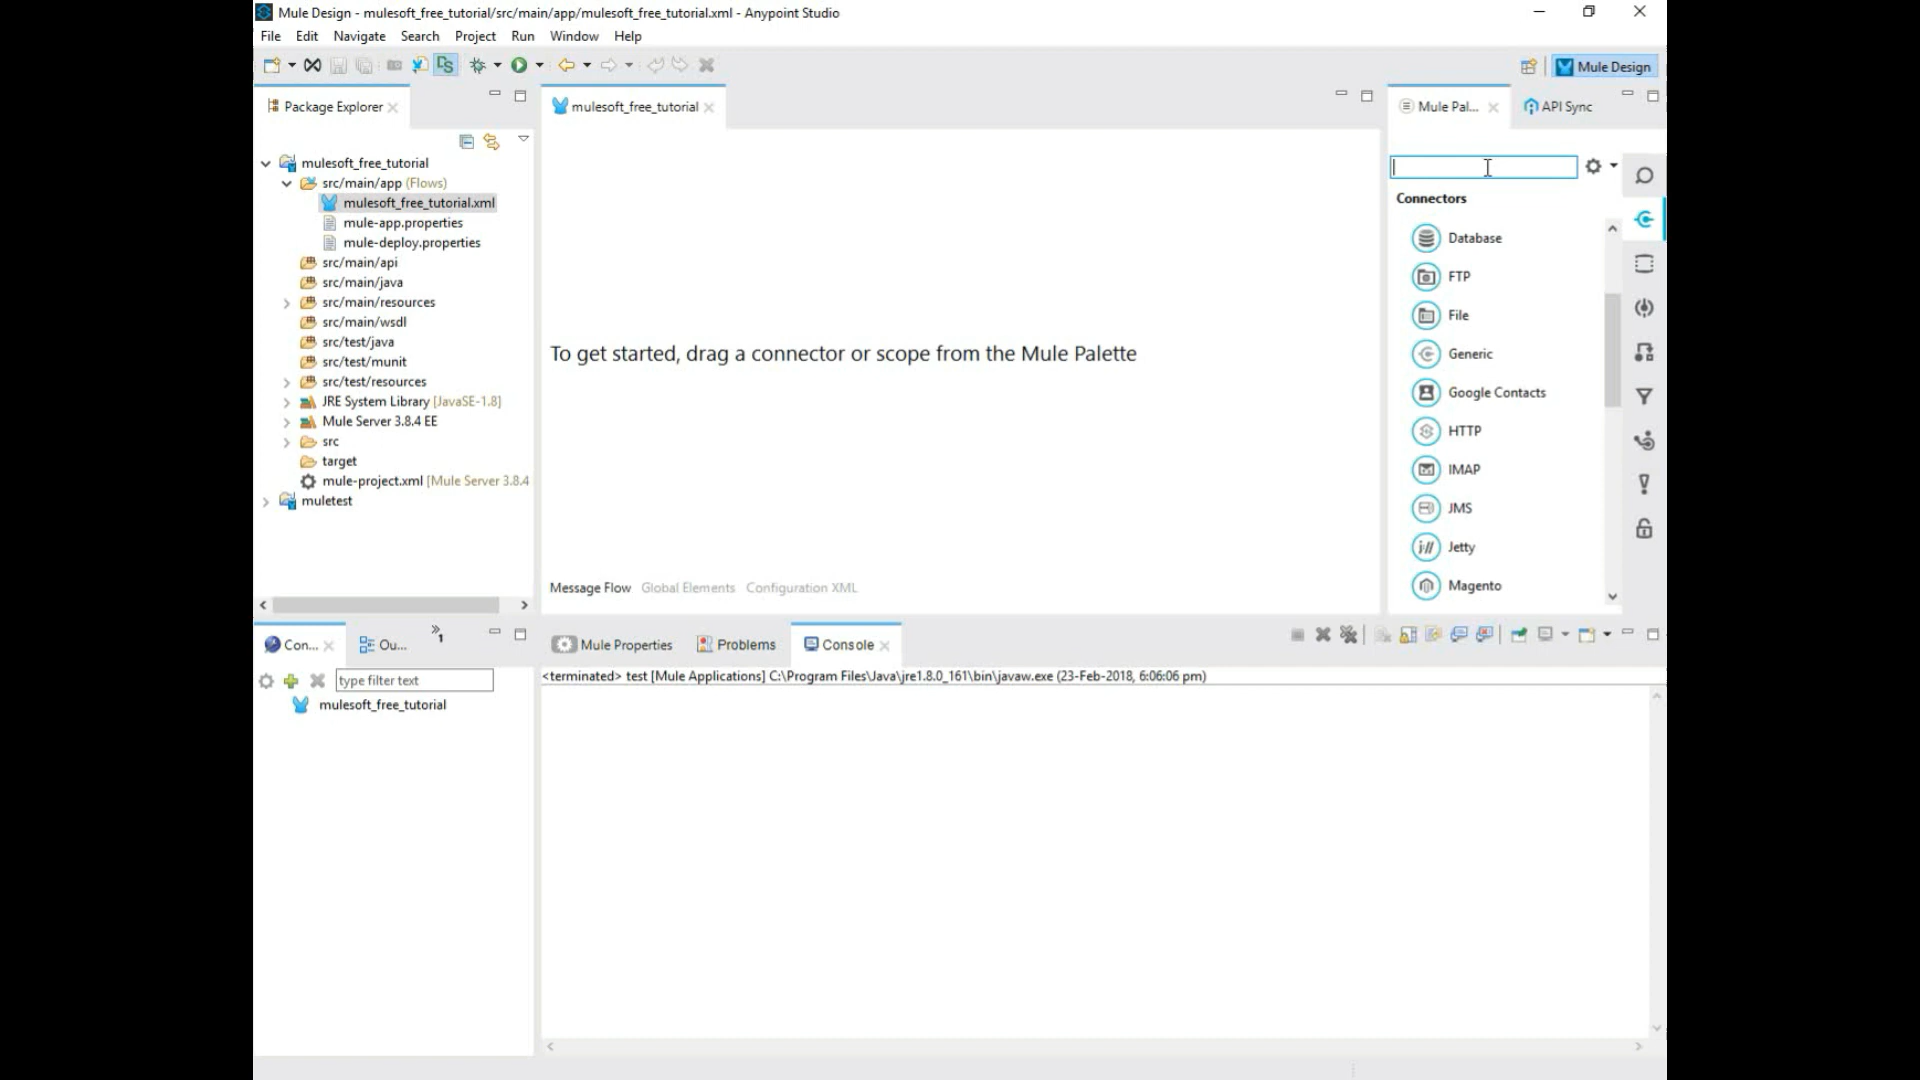 Mule Design - mulesoft_free_tutorial/src/main/app/mulesoft_free_tutorial.xml - Anypoint Studio
File Edit Navigate Search Project Run Window Help
Mule Design
Package Explorer
mulesoft_free_tutorial
Mule Pal...
API Sync
mulesoft_free_tutorial
src/main/app (Flows)
mulesoft_free_tutorial.xml
mule-app.properties
mule-deploy.properties
src/main/api
src/main/java
src/main/resources
src/main/wsdl
src/test/java
src/test/munit
src/test/resources
JRE System Library [JavaSE-1.8]
Mule Server 3.8.4 EE
src
target
mule-project.xml [Mule Server 3.8.4
muletest
To get started, drag a connector or scope from the Mule Palette
Message Flow Global Elements Configuration XML
Connectors
Database
FTP
File
Generic
Google Contacts
HTTP
IMAP
JMS
Jetty
Magento
Con...
Ou...
1
type filter text
mulesoft_free_tutorial
Mule Properties
Problems
Console
<terminated> test [Mule Applications] C:\Program Files\Java\jre1.8.0_161\bin\javaw.exe (23-Feb-2018, 6:06:06 pm)